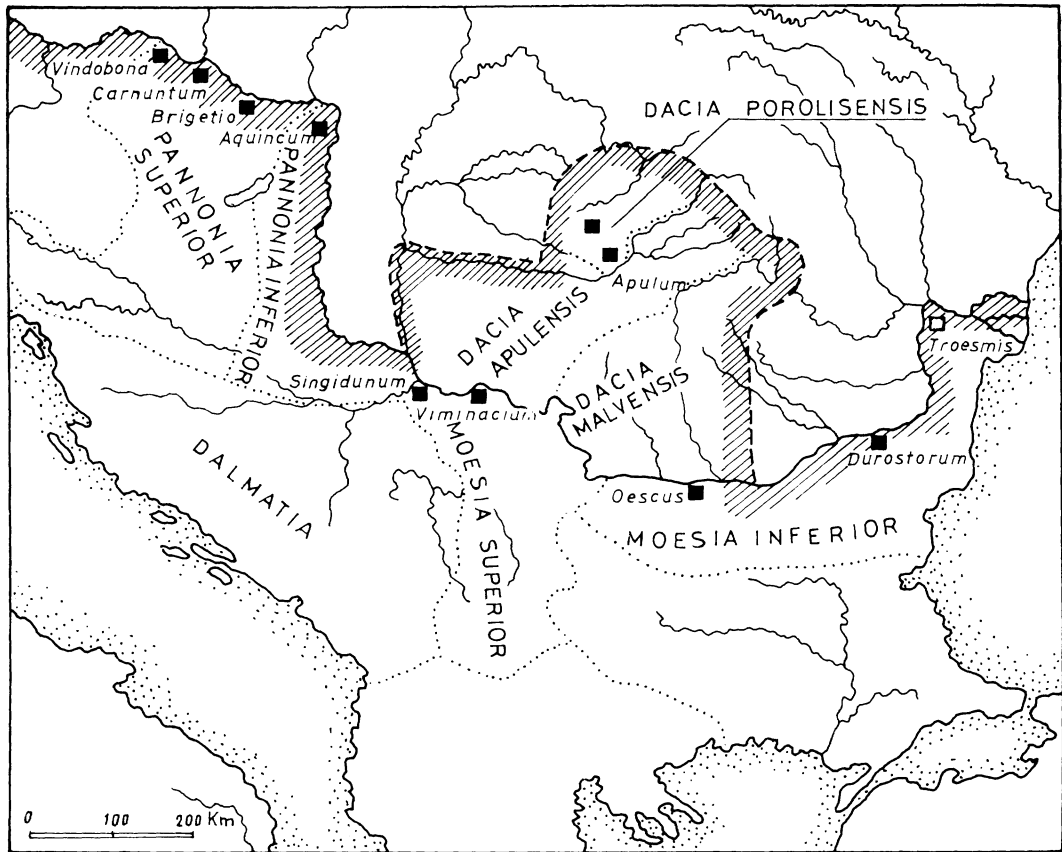 Vindobona
Carnuntum
Brigetio
Aquincum
DACIA POROLISENSIS
PANNONIA
SUPERIOR
PANNONIA INFERIOR
Apulum
DACIA
APULENSIS
DACIA
MALVENSIS
Troesmis
Singidunum
Viminacium
DALMATIA
MOESIA SUPERIOR
Durostorum
Oescus
MOESIA INFERIOR
0 100 200 Km